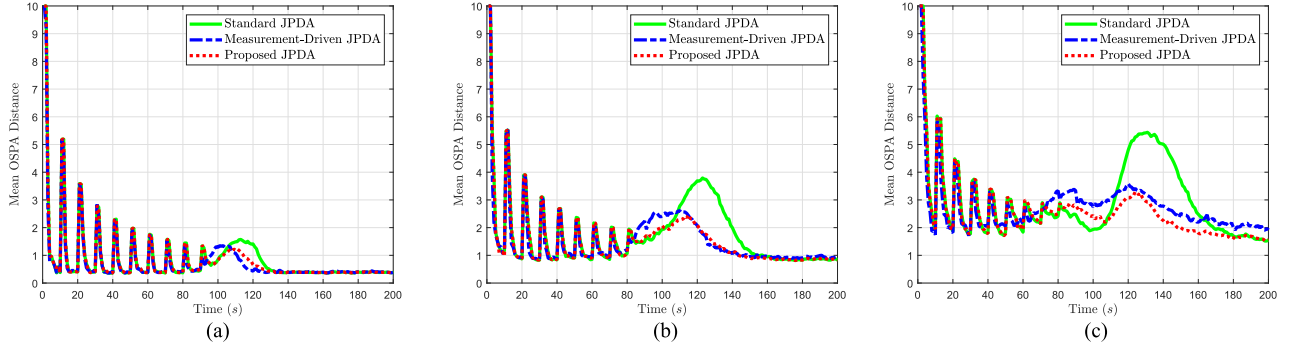 Mean OSPA Distance
10
9
8
7
6
5
4
3
2
1
0
Standard JPDA
Measurement-Driven JPDA
Proposed JPDA
0 20 40 60 80 100 120 140 160 180 200
Time (s)
(a)
Mean OSPA Distance
10
9
8
7
6
5
4
3
2
1
0
Standard JPDA
Measurement-Driven JPDA
Proposed JPDA
0 20 40 60 80 100 120 140 160 180 200
Time (s)
(b)
Mean OSPA Distance
10
9
8
7
6
5
4
3
2
1
0
Standard JPDA
Measurement-Driven JPDA
Proposed JPDA
0 20 40 60 80 100 120 140 160 180 200
Time (s)
(c)